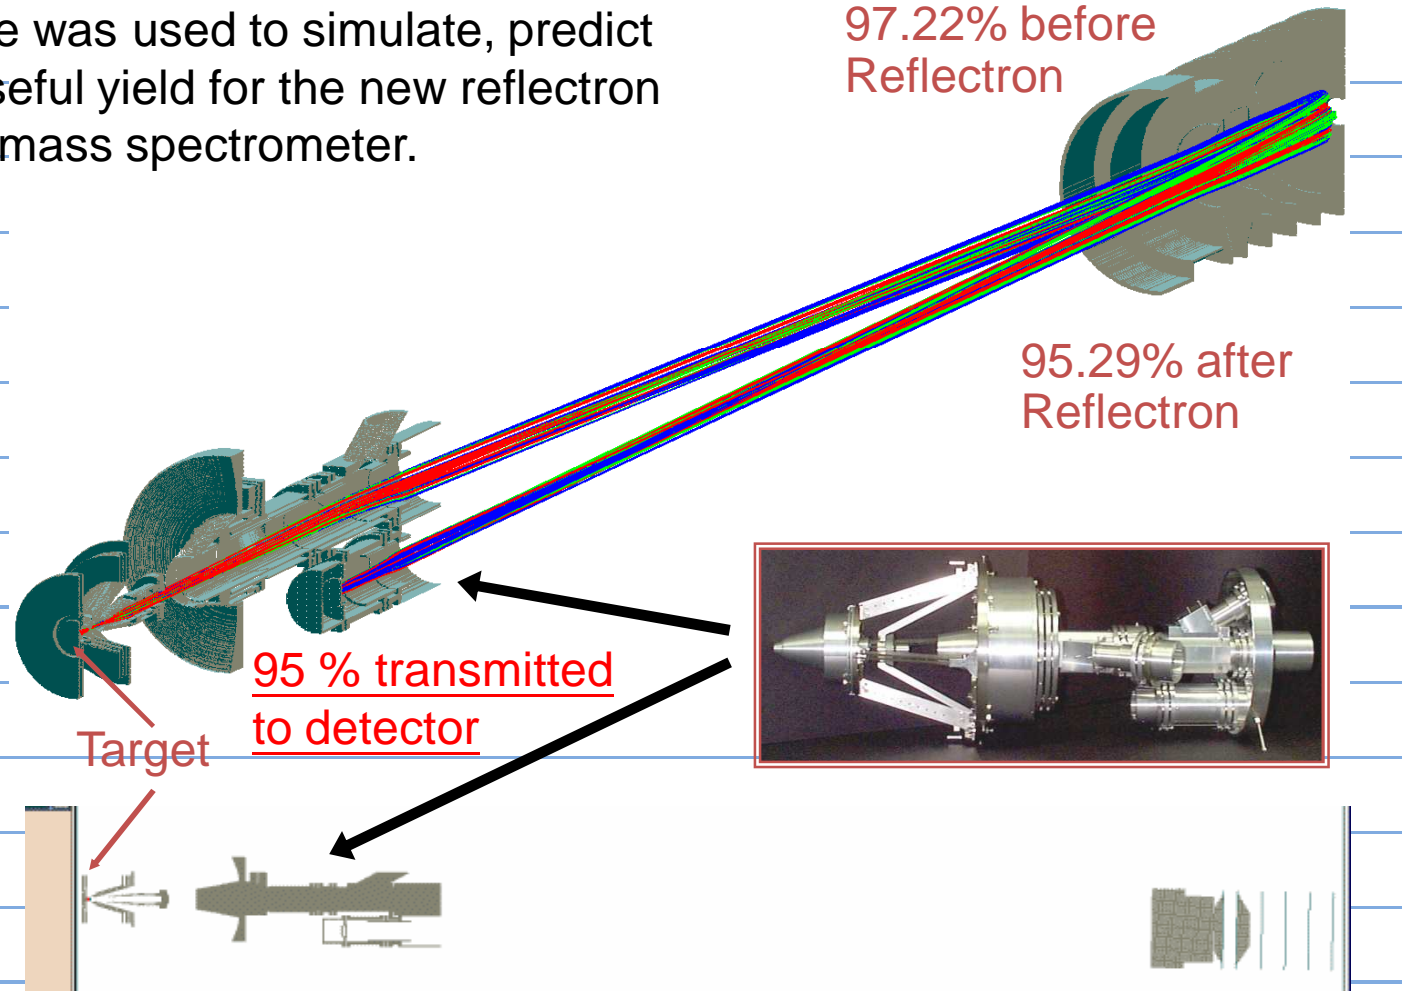 e was used to simulate, predict
seful yield for the new reflectron
mass spectrometer.
97.22% before
Reflectron
95.29% after
Reflectron
95 % transmitted
to detector
Target